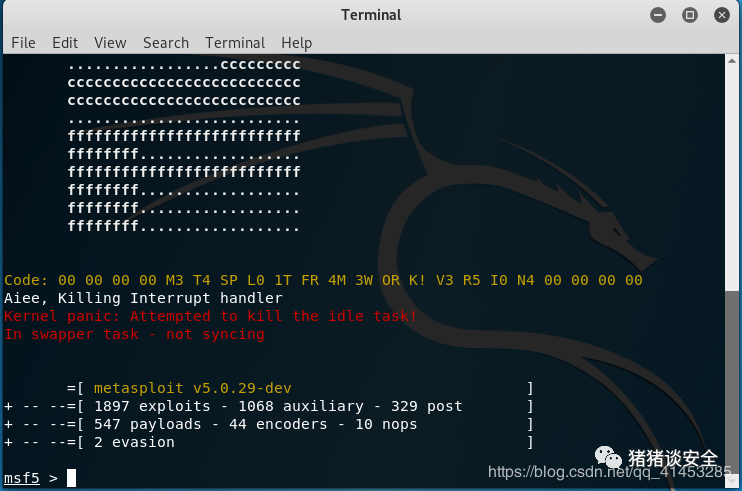 Terminal
File Edit View Search Terminal Help
.................ccccccccc
cccccccccccccccccccccccccc
cccccccccccccccccccccccccc
..........................
ffffffffffffffffffffffffff
ffffffff..................
ffffffffffffffffffffffffff
ffffffff..................
ffffffff..................
ffffffff..................
Code: 00 00 00 00 M3 T4 SP L0 1T FR 4M 3W OR K! V3 R5 I0 N4 00 00 00 00
Aiee, Killing Interrupt handler
Kernel panic: Attempted to kill the idle task!
In swapper task - not syncing
=[ metasploit v5.0.29-dev ]
+ -- --=[ 1897 exploits - 1068 auxiliary - 329 post ]
+ -- --=[ 547 payloads - 44 encoders - 10 nops ]
+ -- --=[ 2 evasion ]
猪猪谈安全
https://blog.csdn.net/qq_41453285
msf5 >